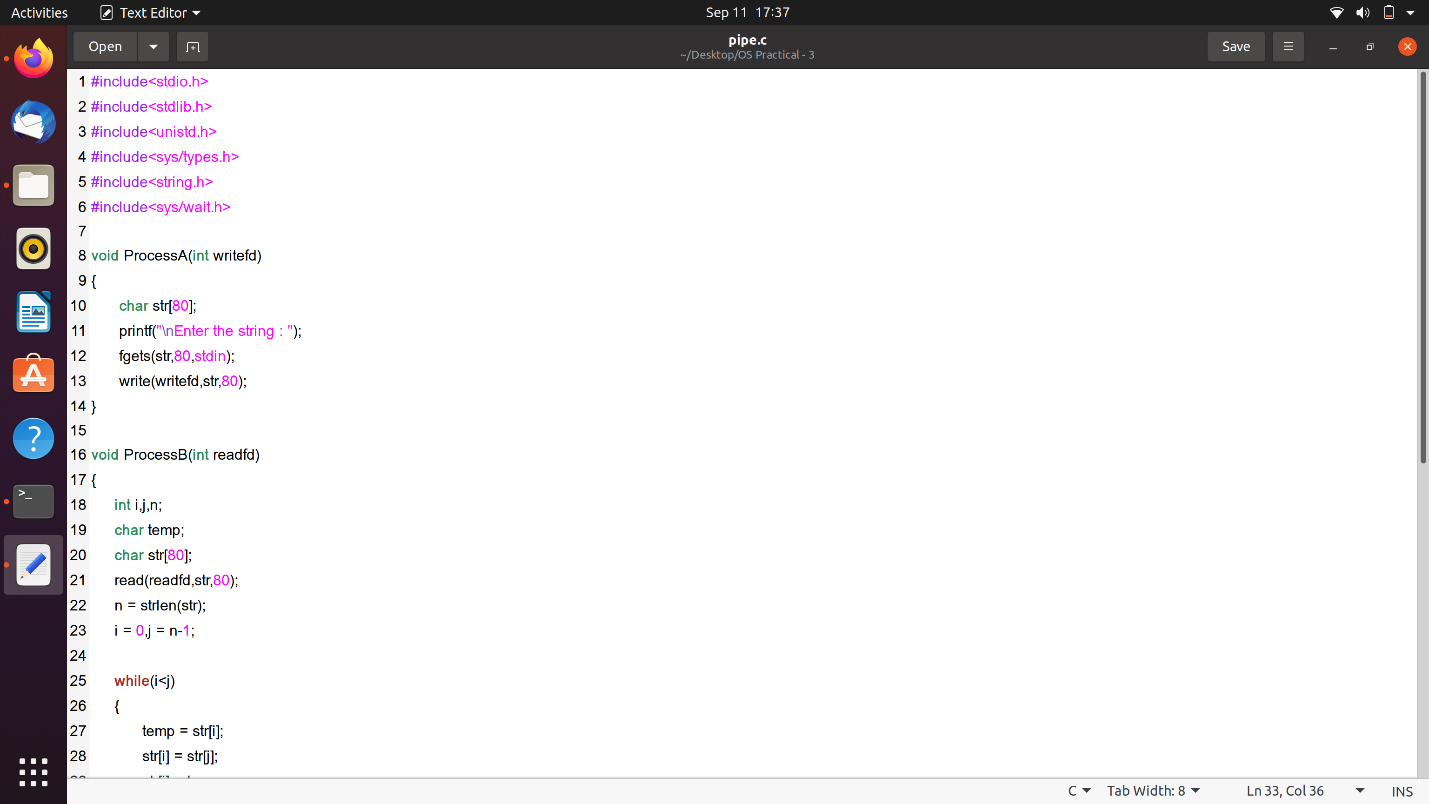 Activities Text Editor Sep 11 17:37
Open pipe.c Save
~/Desktop/OS Practical - 3
1 #include<stdio.h>
2 #include<stdlib.h>
3 #include<unistd.h>
4 #include<sys/types.h>
5 #include<string.h>
6 #include<sys/wait.h>
7
8 void ProcessA(int writefd)
9 {
10 char str[80];
11 printf("\nEnter the string : ");
12 fgets(str,80,stdin);
13 write(writefd,str,80);
14 }
15
16 void ProcessB(int readfd)
17 {
18 int i,j,n;
19 char temp;
20 char str[80];
21 read(readfd,str,80);
22 n = strlen(str);
23 i = 0,j = n-1;
24
25 while(i<j)
26 {
27 temp = str[i];
28 str[i] = str[j];
C Tab Width: 8 Ln 33, Col 36 INS